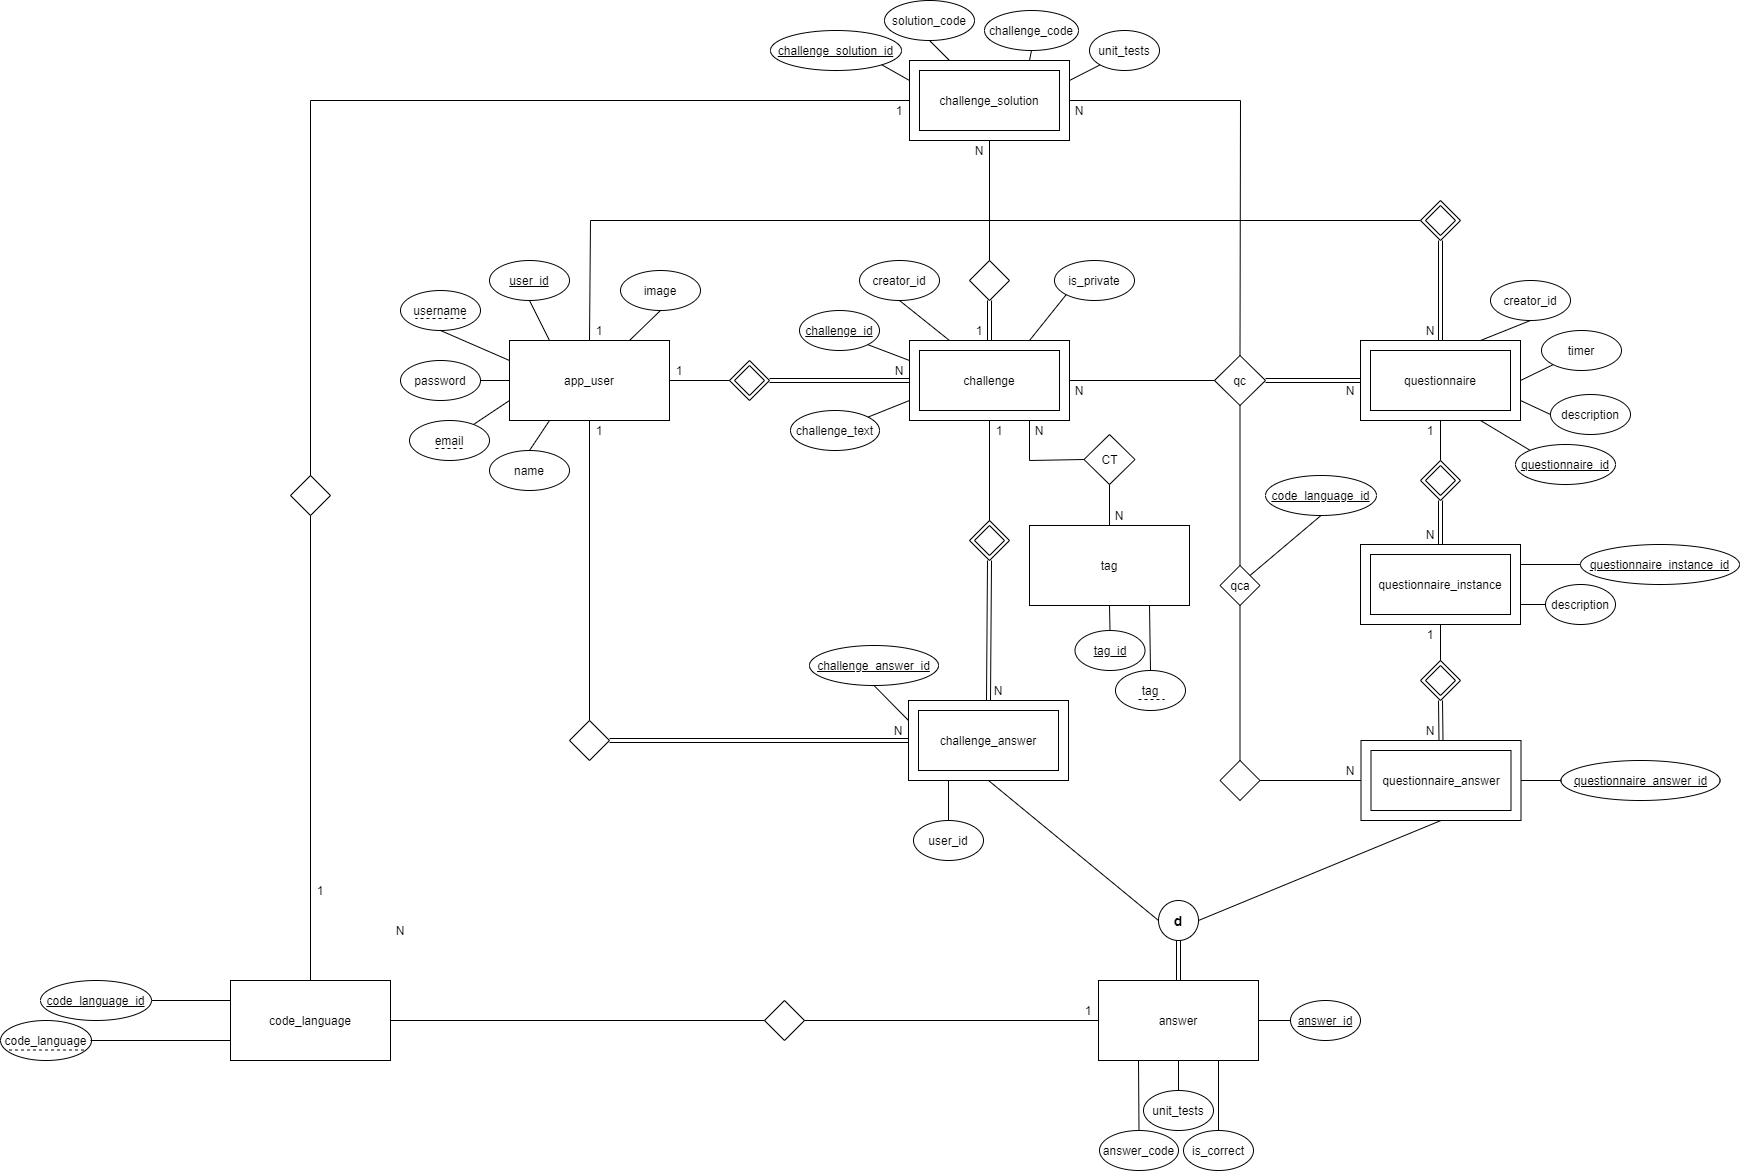 solution_code
challenge_code
challenge_solution_id
unit_tests
challenge_solution
1
N
N
user_id
image
creator_id
is_private
creator_id
username
challenge_id
1
1
N
timer
password
app_user
1
N
challenge
N
qc
N
questionnaire
description
email
name
1
challenge_text
1
N
1
CT
questionnaire_id
code_language_id
N
N
tag
qca
questionnaire_instance
questionnaire_instance_id
description
1
tag_id
challenge_answer_id
N
tag
N
challenge_answer
N
N
questionnaire_answer
questionnaire_answer_id
user_id
1
N
d
code_language_id
code_language
code_language
1
answer
answer_id
unit_tests
answer_code
is_correct